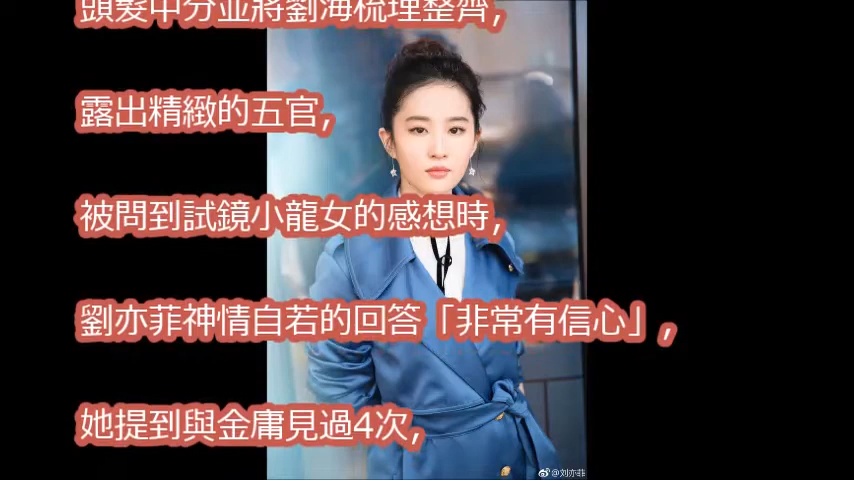 頭髮中分並將劉海梳理整齊,
露出精緻的五官,
被問到試鏡小龍女的感想時,
劉亦菲神情自若的回答「非常有信心」,
她提到與金庸見過4次,
@刘亦菲